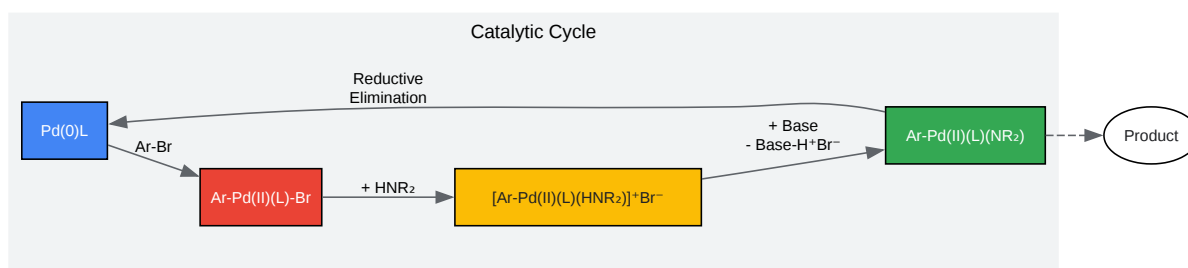 Catalytic Cycle
Reductive
Elimination
Pd(0)L
Ar-Br
Ar-Pd(II)(L)-Br
+ HNR₂
[Ar-Pd(II)(L)(HNR₂)]⁺Br⁻
+ Base
- Base-H⁺Br⁻
Ar-Pd(II)(L)(NR₂)
Product